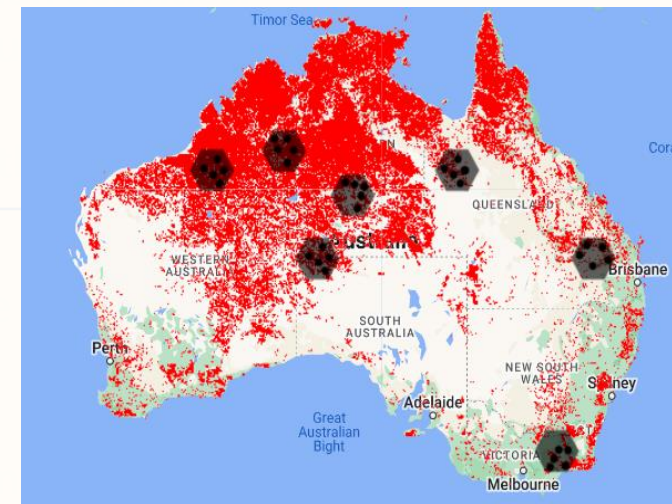 Timor Sea
QUEENSLAND
WESTERN
AUSTRALIA
Brisbane
SOUTH
AUSTRALIA
Perth
NEW SOUTH
WALES
Sydney
Adelaide
Great
Australian
Bight
VICTORIA
Melbourne